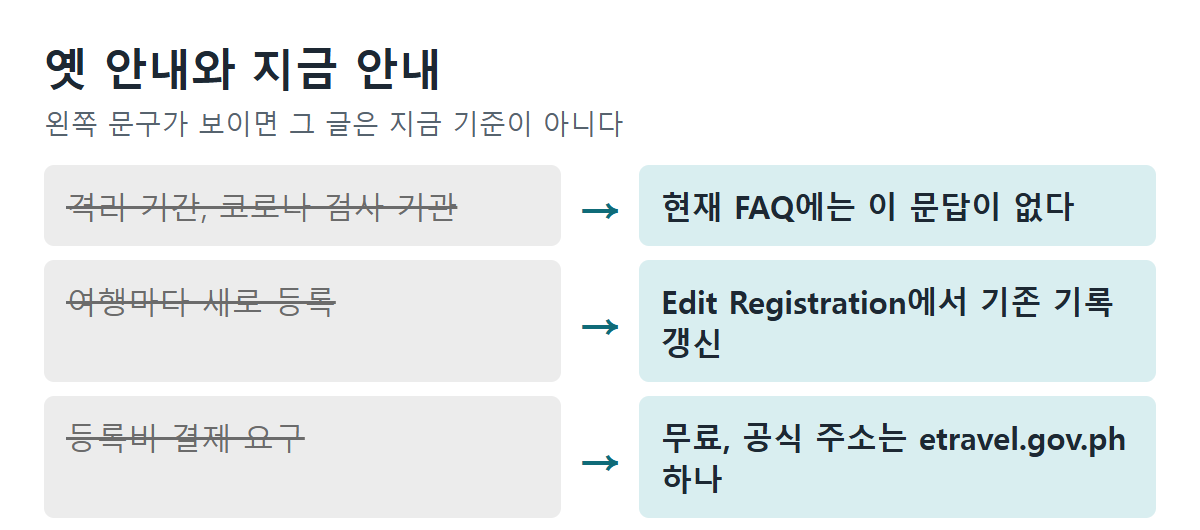 옛 안내와 지금 안내
왼쪽 문구가 보이면 그 글은 지금 기준이 아니다
격리 기간, 코로나 검사 기관
→
현재 FAQ에는 이 문답이 없다
여행마다 새로 등록
→
Edit Registration에서 기존 기록
갱신
등록비 결제 요구
→
무료, 공식 주소는 etravel.gov.ph
하나